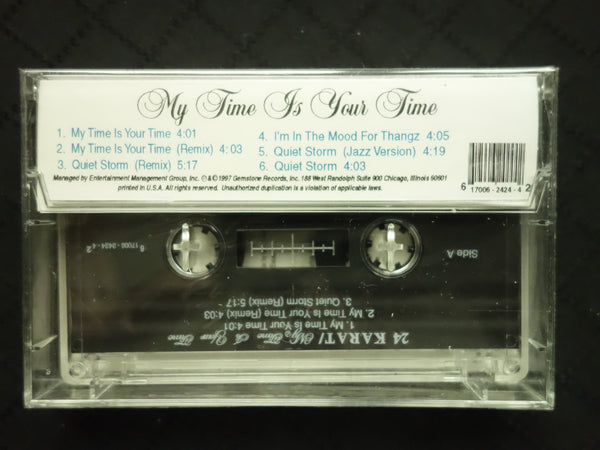 My Time Is Your Time
1. My Time Is Your Time 4:01
2. My Time Is Your Time (Remix) 4:03
3. Quiet Storm (Remix) 5:17
4. I'm In The Mood For Thangz 4:05
5. Quiet Storm (Jazz Version) 4:19
6. Quiet Storm 4:03
Managed by Entertainment Management Group, Inc. ℗&©1997 Gemstone Records, Inc. 188 West Randolph Suite 900 Chicago, Illinois 60601
printed in U.S.A. All rights reserved. Unauthorized duplication is a violation of applicable laws.
6 17006-2424-4 2
24 KARAT/ My Time Is Your Time
1. My Time Is Your Time 4:01
2. My Time Is Your Time (Remix) 4:03
3. Quiet Storm (Remix) 5:17
Side A
6 17006-2424-4 2